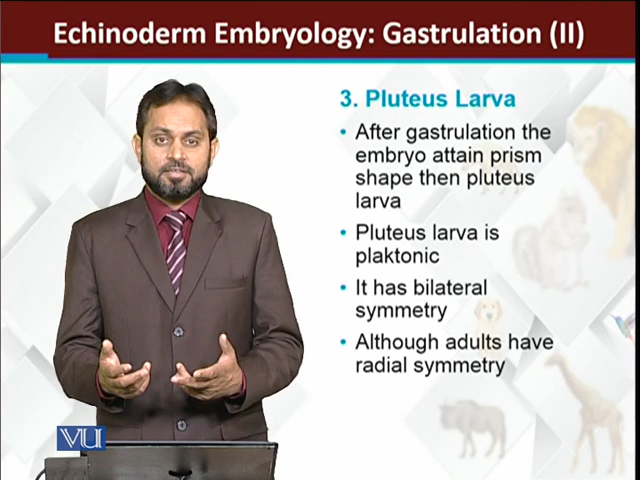 Echinoderm Embryology: Gastrulation (II)
3. Pluteus Larva
• After gastrulation the
embryo attain prism
shape then pluteus
larva
• Pluteus larva is
plaktonic
• It has bilateral
symmetry
• Although adults have
radial symmetry
VU